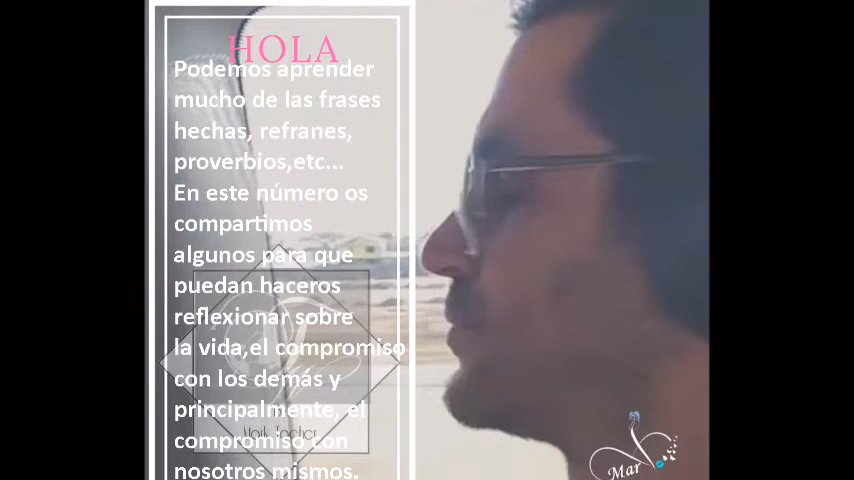 HOLA
Podemos aprender
mucho de las frases
hechas, refranes,
proverbios,etc...
En este número os
compartimos
algunos para que
puedan haceros
reflexionar sobre
la vida,el compromiso
con los demás y
principalmente, el
compromiso con
nosotros mismos.
Mar